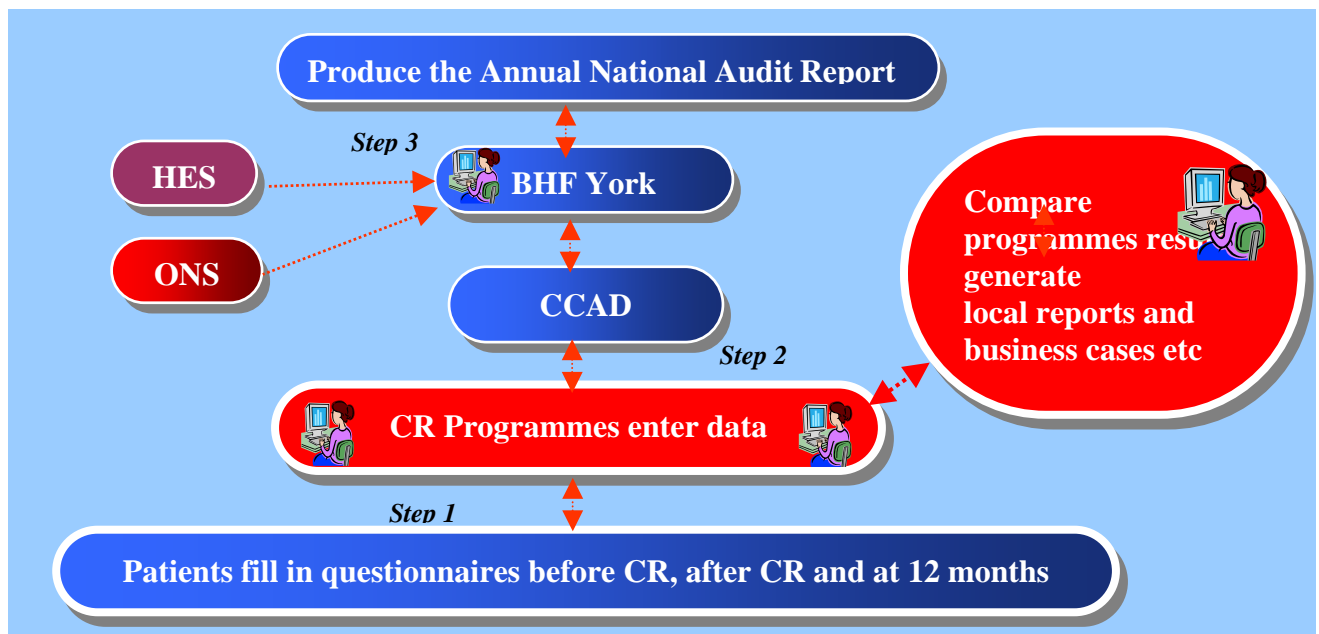 Produce the Annual National Audit Report
Step 3
HES
BHF York
ONS
CCAD
Compare
programmes
generate
local reports and
business cases etc
Step 2
CR Programmes enter data
Step 1
Patients fill in questionnaires before CR, after CR and at 12 months